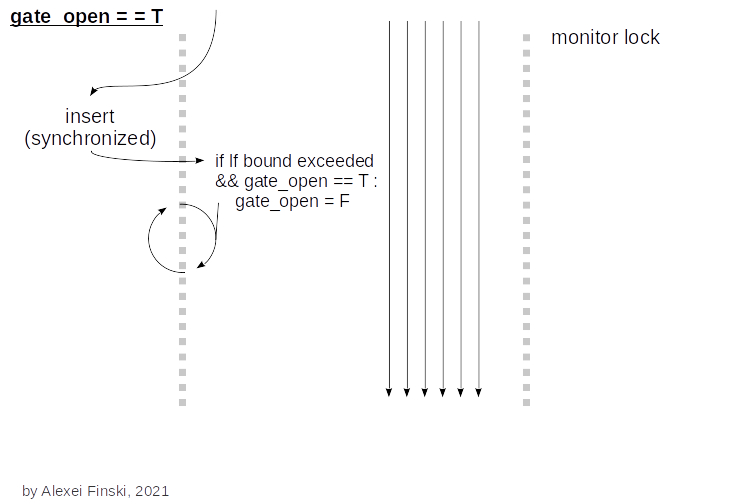 gate_open == T
monitor lock
insert
(synchronized)
if lf bound exceeded
&& gate_open == T :
gate_open = F
by Alexei Finski, 2021